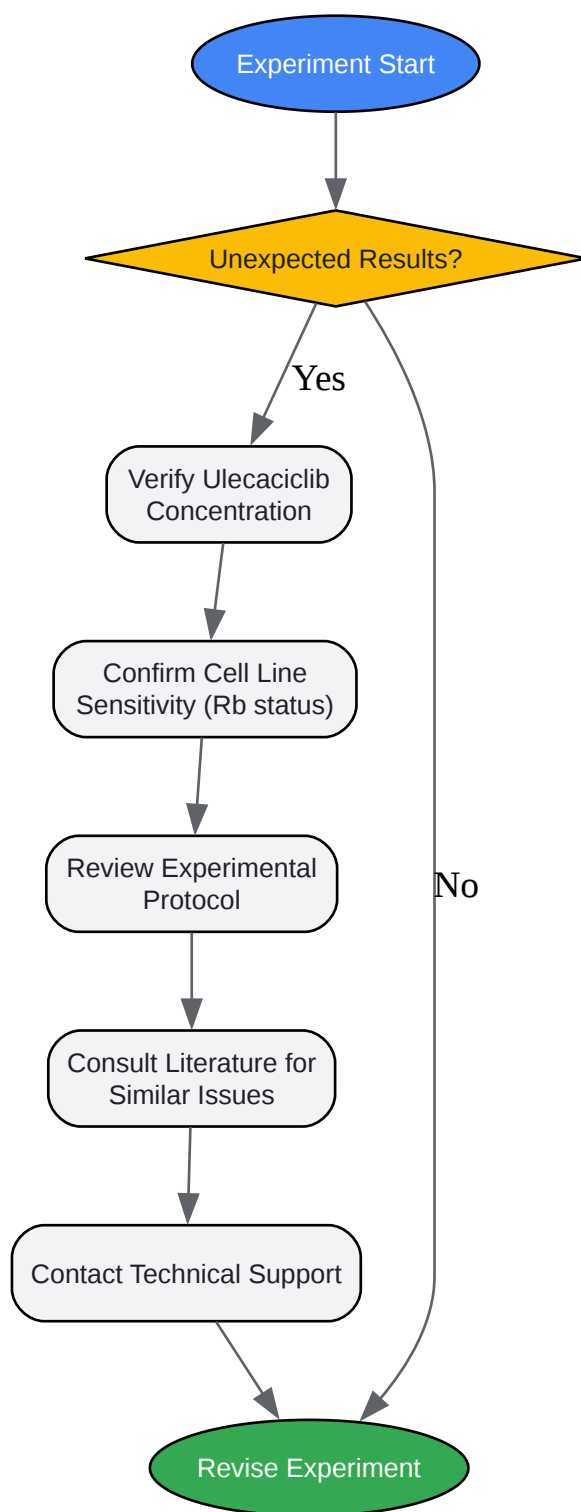 Experiment Start
Unexpected Results?
Yes
Verify Ulecaciclib
Concentration
Confirm Cell Line
Sensitivity (Rb status)
Review Experimental
Protocol
No
Consult Literature for
Similar Issues
Contact Technical Support
Revise Experiment